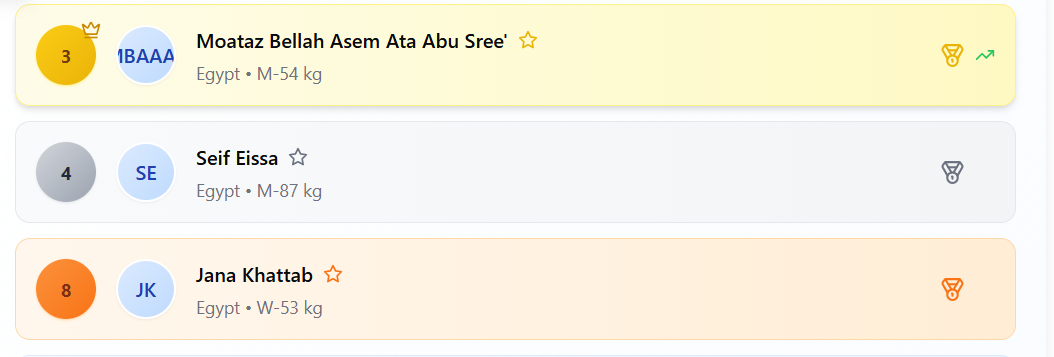 3
MBAAA
Moataz Bellah Asem Ata Abu Sree'
Egypt • M-54 kg
4
SE
Seif Eissa
Egypt • M-87 kg
8
JK
Jana Khattab
Egypt • W-53 kg